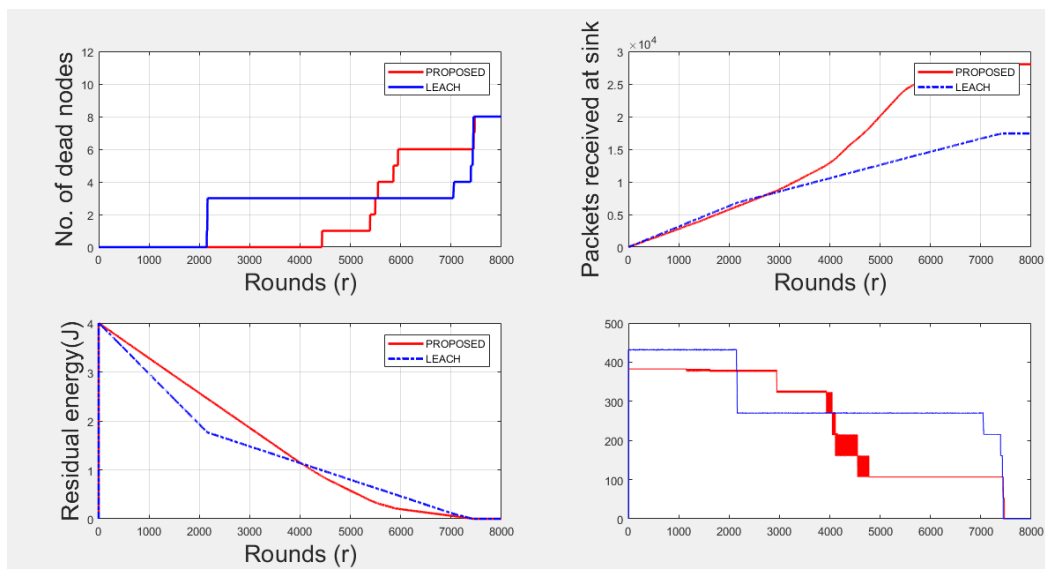 No. of dead nodes
12
10
8
6
4
2
0
0 1000 2000 3000 4000 5000 6000 7000 8000
Rounds (r)
PROPOSED
LEACH
Packets received at sink
×10⁴
3
2.5
2
1.5
1
0.5
0
0 1000 2000 3000 4000 5000 6000 7000 8000
Rounds (r)
PROPOSED
LEACH
Residual energy(J)
4
3
2
1
0
0 1000 2000 3000 4000 5000 6000 7000 8000
Rounds (r)
PROPOSED
LEACH
500
400
300
200
100
0
0 1000 2000 3000 4000 5000 6000 7000 8000